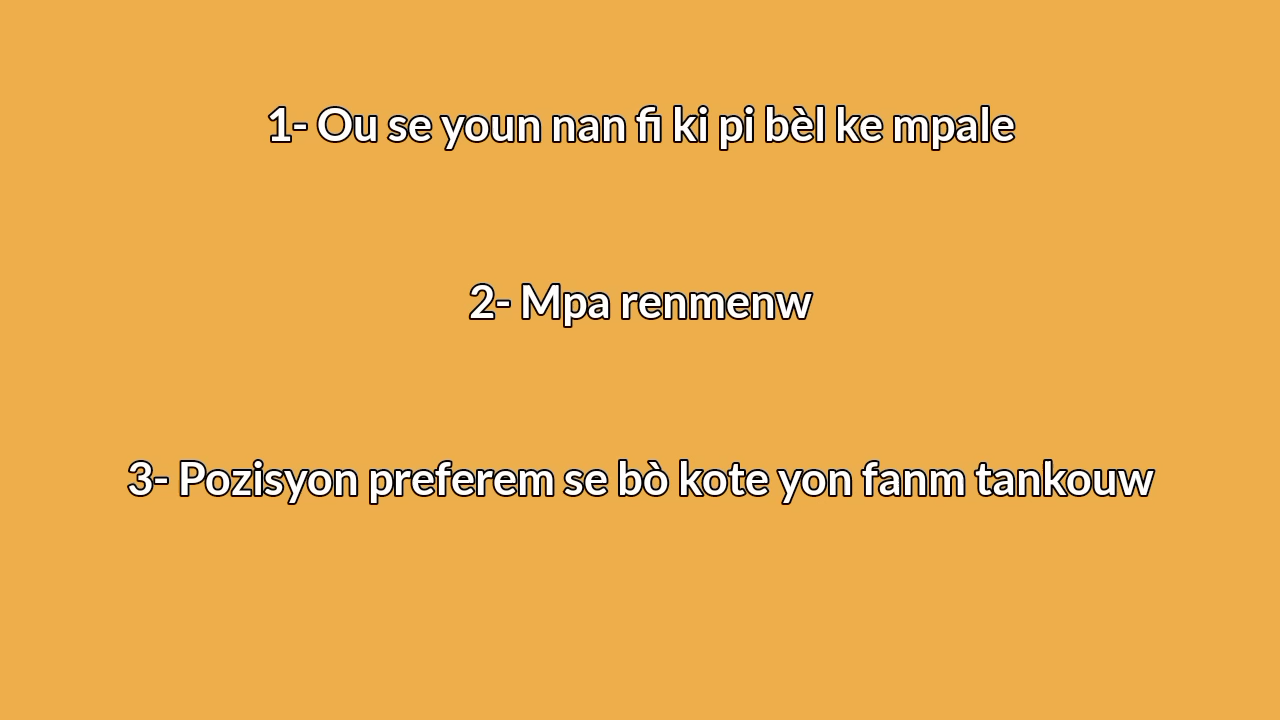 1- Ou se youn nan fi ki pi bèl ke mpale
2- Mpa renmenw
3- Pozisyon preferem se bò kote yon fanm tankouw